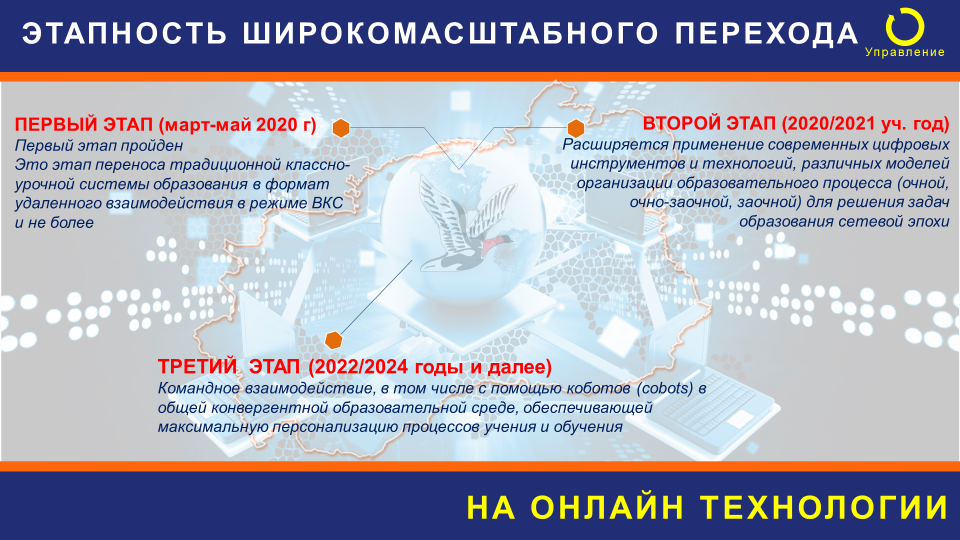 ЭТАПНОСТЬ ШИРОКОМАСШТАБНОГО ПЕРЕХОДА
Управление
ПЕРВЫЙ ЭТАП (март-май 2020 г)
Первый этап пройден
Это этап переноса традиционной классно-
урочной системы образования в формат
удаленного взаимодействия в режиме ВКС
и не более
ВТОРОЙ ЭТАП (2020/2021 уч. год)
Расширяется применение современных цифровых
инструментов и технологий, различных моделей
организации образовательного процесса (очной,
очно-заочной, заочной) для решения задач
образования сетевой эпохи
ТРЕТИЙ ЭТАП (2022/2024 годы и далее)
Командное взаимодействие, в том числе с помощью коботов (cobots) в
общей конвергентной образовательной среде, обеспечивающей
максимальную персонализацию процессов учения и обучения
НА ОНЛАЙН ТЕХНОЛОГИИ